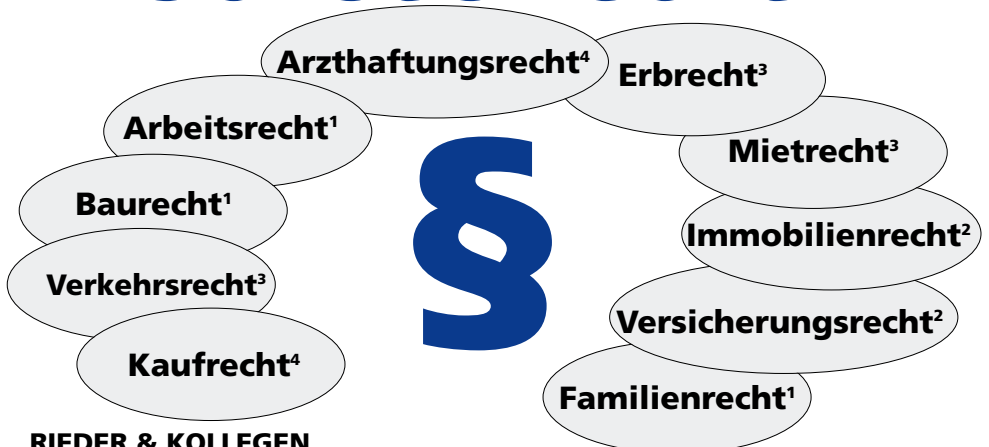 Arzthaftungsrecht⁴
Erbrecht³
Arbeitsrecht¹
Mietrecht³
Baurecht¹
Immobilienrecht²
§
Verkehrsrecht³
Versicherungsrecht²
Kaufrecht⁴
Familienrecht¹
RIEDER & KOLLEGEN